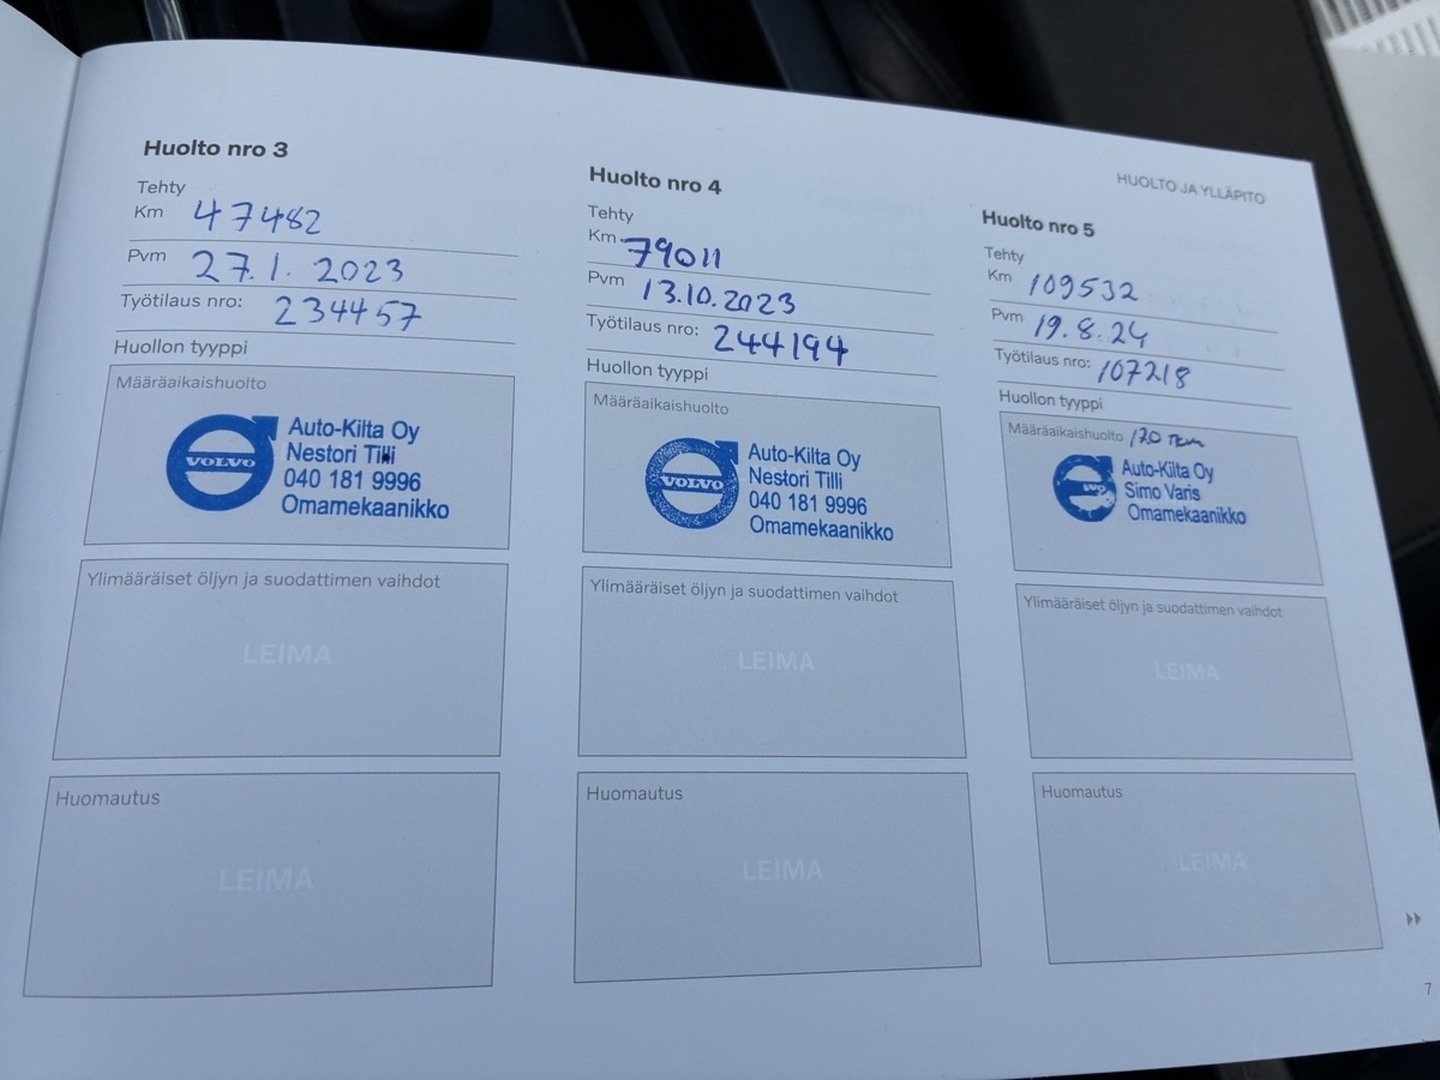 HUOLTO JA YLLÄPITO
Huolto nro 3
Tehty
Km 47482
Pvm 27.1. 2023
Työtilaus nro: 234457
Huollon tyyppi
Määräaikaishuolto
VOLVO
Auto-Kilta Oy
Nestori Tilli
040 181 9996
Omamekaanikko
Ylimääräiset öljyn ja suodattimen vaihdot
LEIMA
Huomautus
LEIMA
Huolto nro 4
Tehty
Km 79011
Pvm 13.10.2023
Työtilaus nro: 244194
Huollon tyyppi
Määräaikaishuolto
VOLVO
Auto-Kilta Oy
Nestori Tilli
040 181 9996
Omamekaanikko
Ylimääräiset öljyn ja suodattimen vaihdot
LEIMA
Huomautus
LEIMA
Huolto nro 5
Tehty
Km 109532
Pvm 19.8.24
Työtilaus nro: 107218
Huollon tyyppi
Määräaikaishuolto 120 TKM
Auto-Kilta Oy
Simo Varis
Omamekaanikko
Ylimääräiset öljyn ja suodattimen vaihdot
LEIMA
Huomautus
LEIMA
7